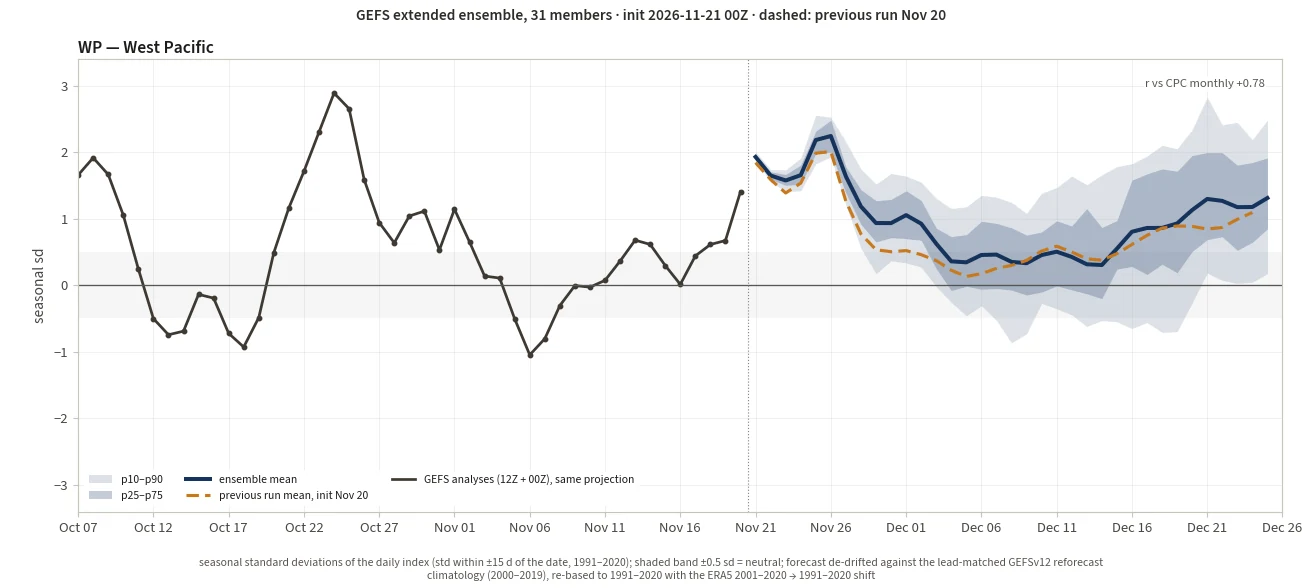 GEFS extended ensemble, 31 members · init 2026-11-21 00Z · dashed: previous run Nov 20
WP — West Pacific
r vs CPC monthly +0.78
seasonal sd
3
2
1
0
−1
−2
−3
p10–p90
p25–p75
ensemble mean
previous run mean, init Nov 20
GEFS analyses (12Z + 00Z), same projection
Oct 07
Oct 12
Oct 17
Oct 22
Oct 27
Nov 01
Nov 06
Nov 11
Nov 16
Nov 21
Nov 26
Dec 01
Dec 06
Dec 11
Dec 16
Dec 21
Dec 26
seasonal standard deviations of the daily index (std within ±15 d of the date, 1991–2020); shaded band ±0.5 sd = neutral; forecast de-drifted against the lead-matched GEFSv12 reforecast
climatology (2000–2019), re-based to 1991–2020 with the ERA5 2001–2020 → 1991–2020 shift